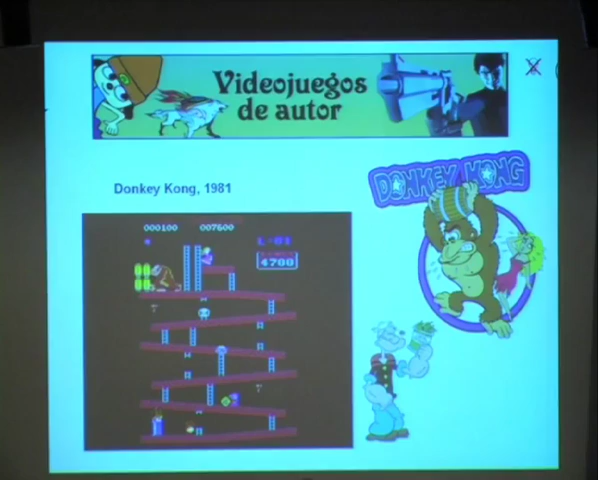 Videojuegos
de autor
Donkey Kong, 1981
DONKEY KONG
000100 007600
L=01
4700